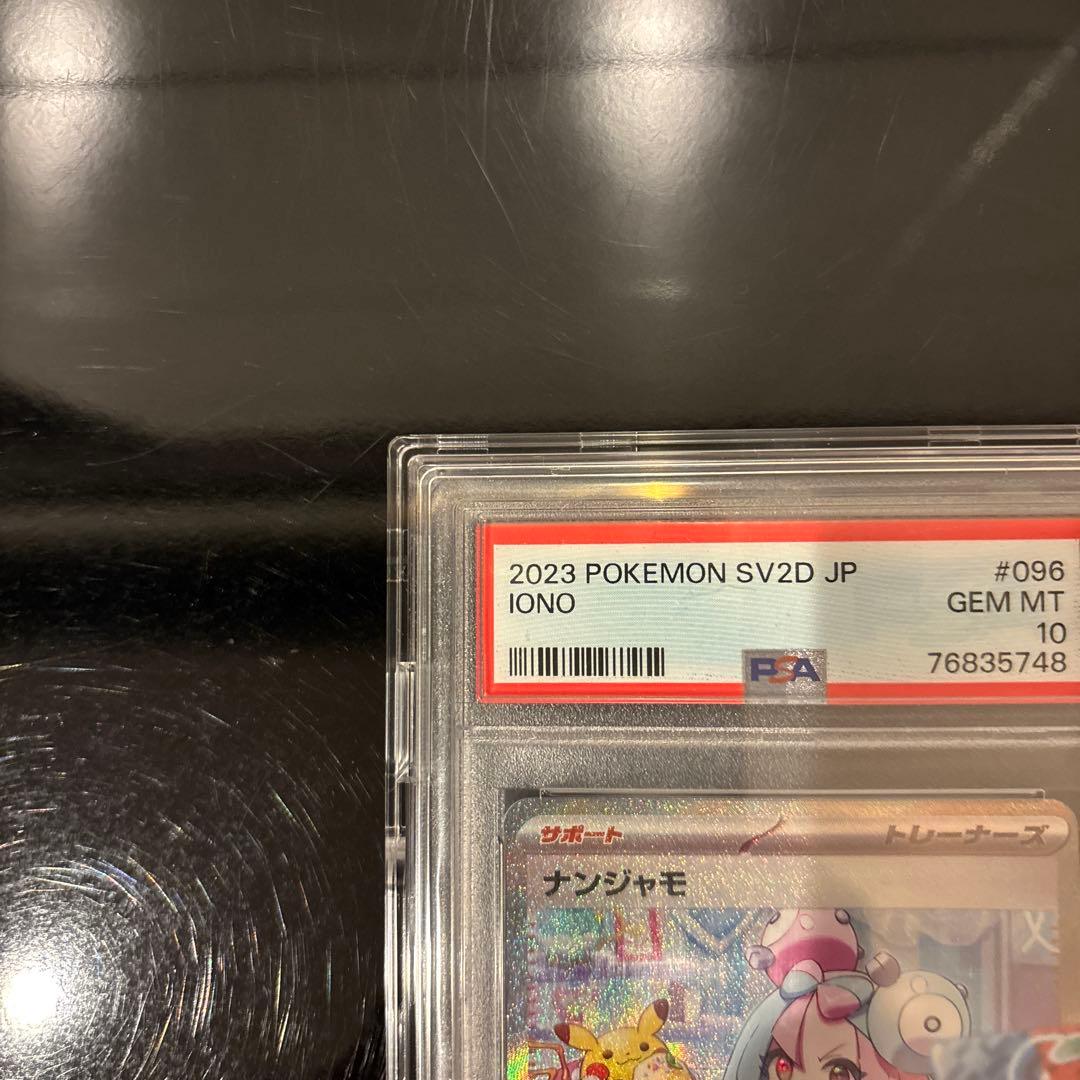 2023 POKEMON SV2D JP #096
IONO GEM MT
10
PSA 76835748
サポート トレーナーズ
ナンジャモ